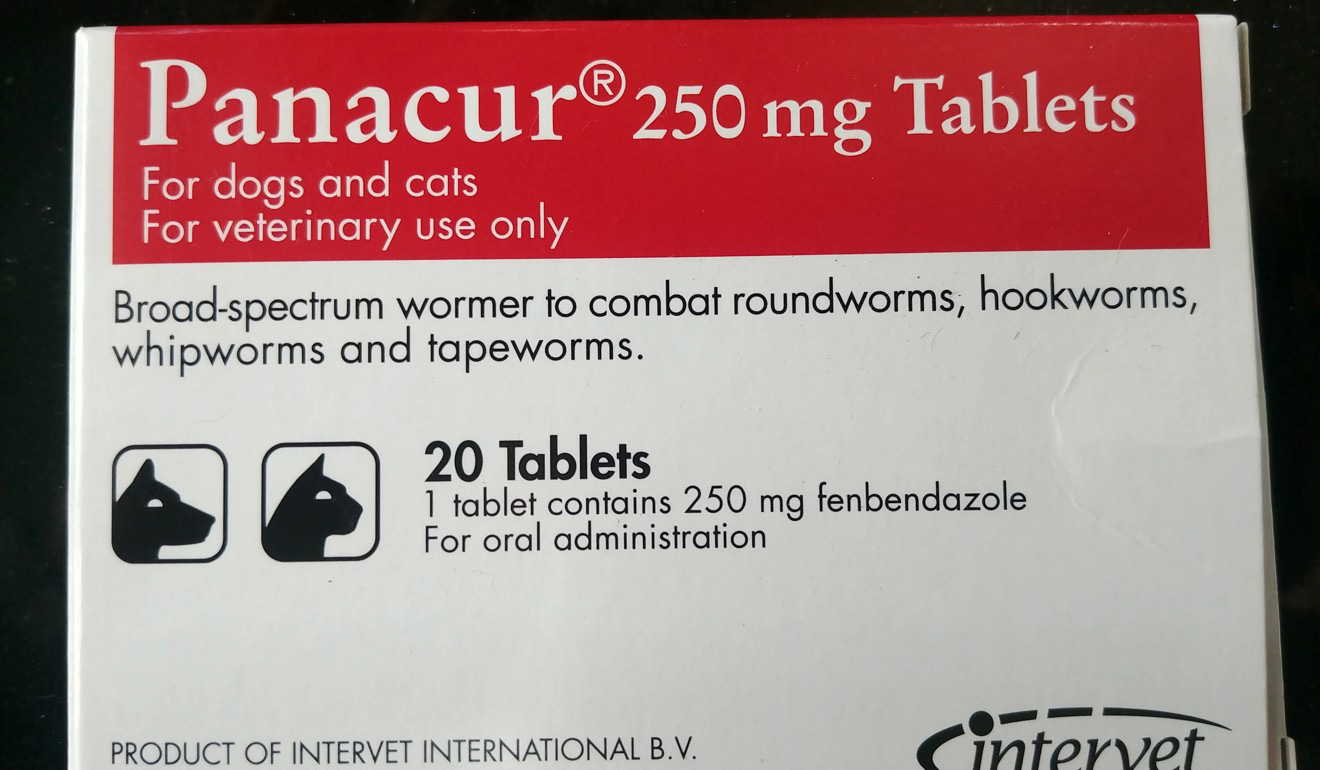 Panacur® 250 mg Tablets
For dogs and cats
For veterinary use only
Broad-spectrum wormer to combat roundworms, hookworms,
whipworms and tapeworms.
20 Tablets
1 tablet contains 250 mg fenbendazole
For oral administration
PRODUCT OF INTERVET INTERNATIONAL B.V.
intervet